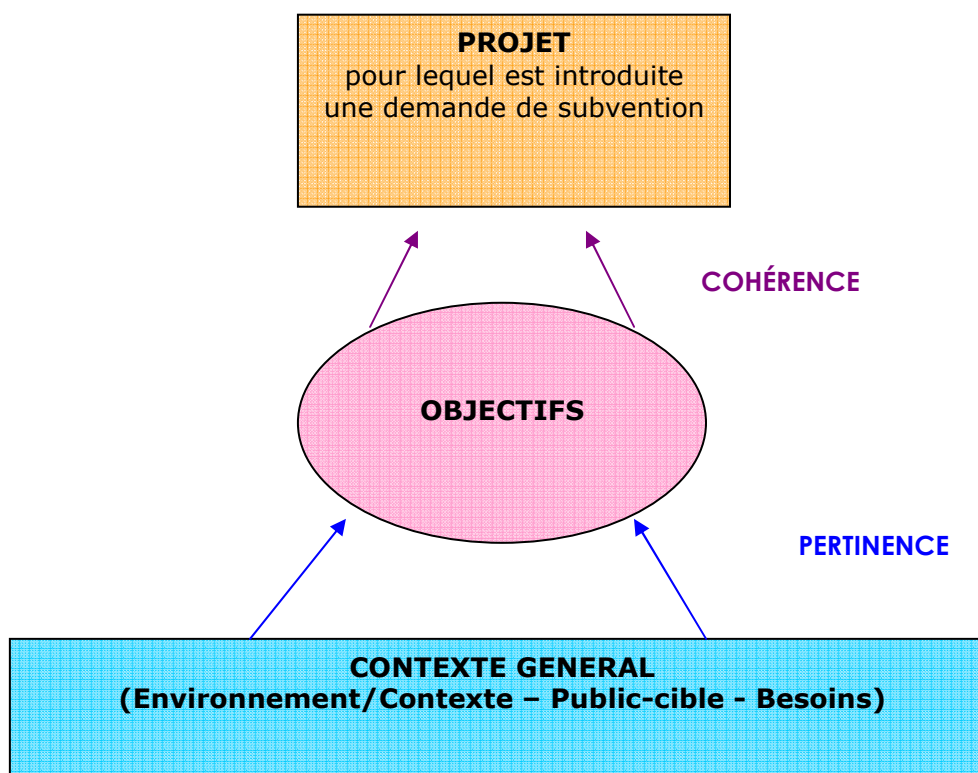 PROJET
pour lequel est introduite
une demande de subvention
COHÉRENCE
OBJECTIFS
PERTINENCE
CONTEXTE GENERAL
(Environnement/Contexte – Public-cible - Besoins)